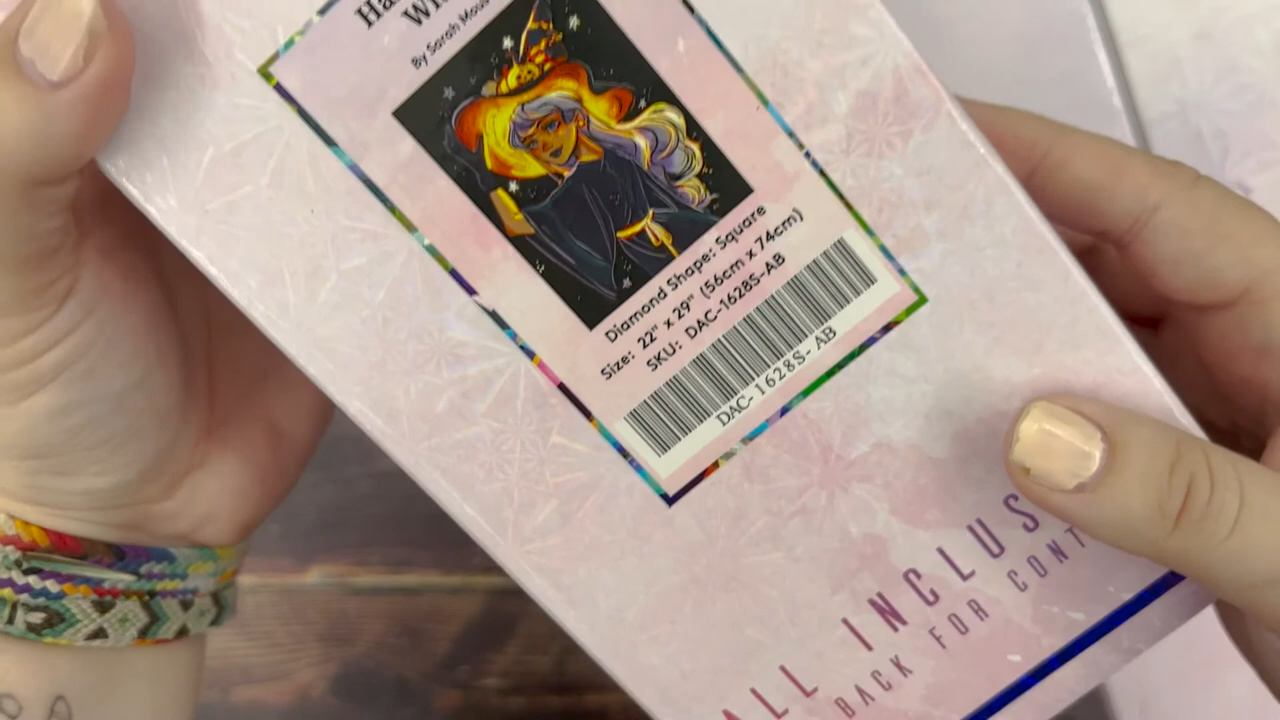 By Sarah
Diamond Shape: Square
Size: 22" x 29" (56cm x 74cm)
SKU: DAC-1628S-AB
DAC- 1628S- AB
ALL INCLUS
BACK FOR CONT